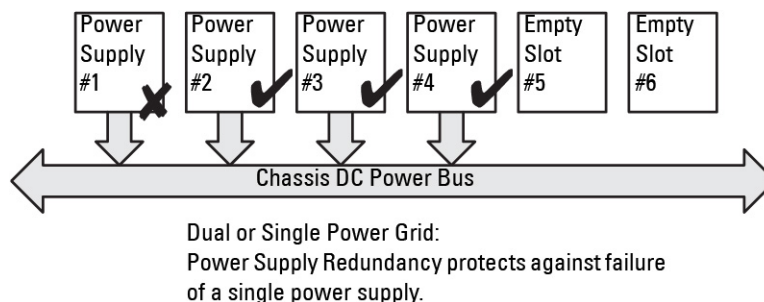 Power
Supply
#1
Power
Supply
#2
Power
Supply
#3
Power
Supply
#4
Empty
Slot
#5
Empty
Slot
#6
Chassis DC Power Bus
Dual or Single Power Grid:
Power Supply Redundancy protects against failure
of a single power supply.